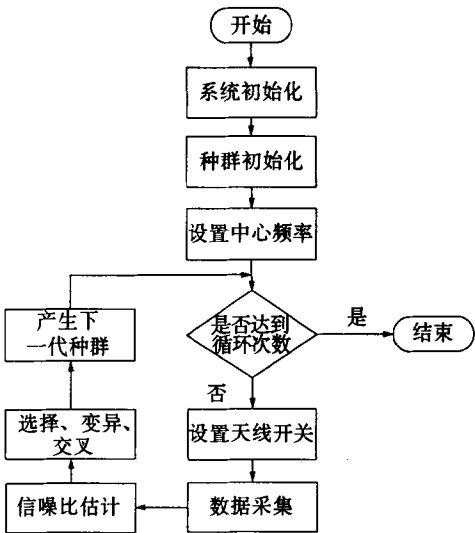 开始
系统初始化
种群初始化
设置中心频率
是否达到
循环次数
是
结束
否
设置天线开关
数据采集
信噪比估计
选择、变异、
交叉
产生下
一代种群